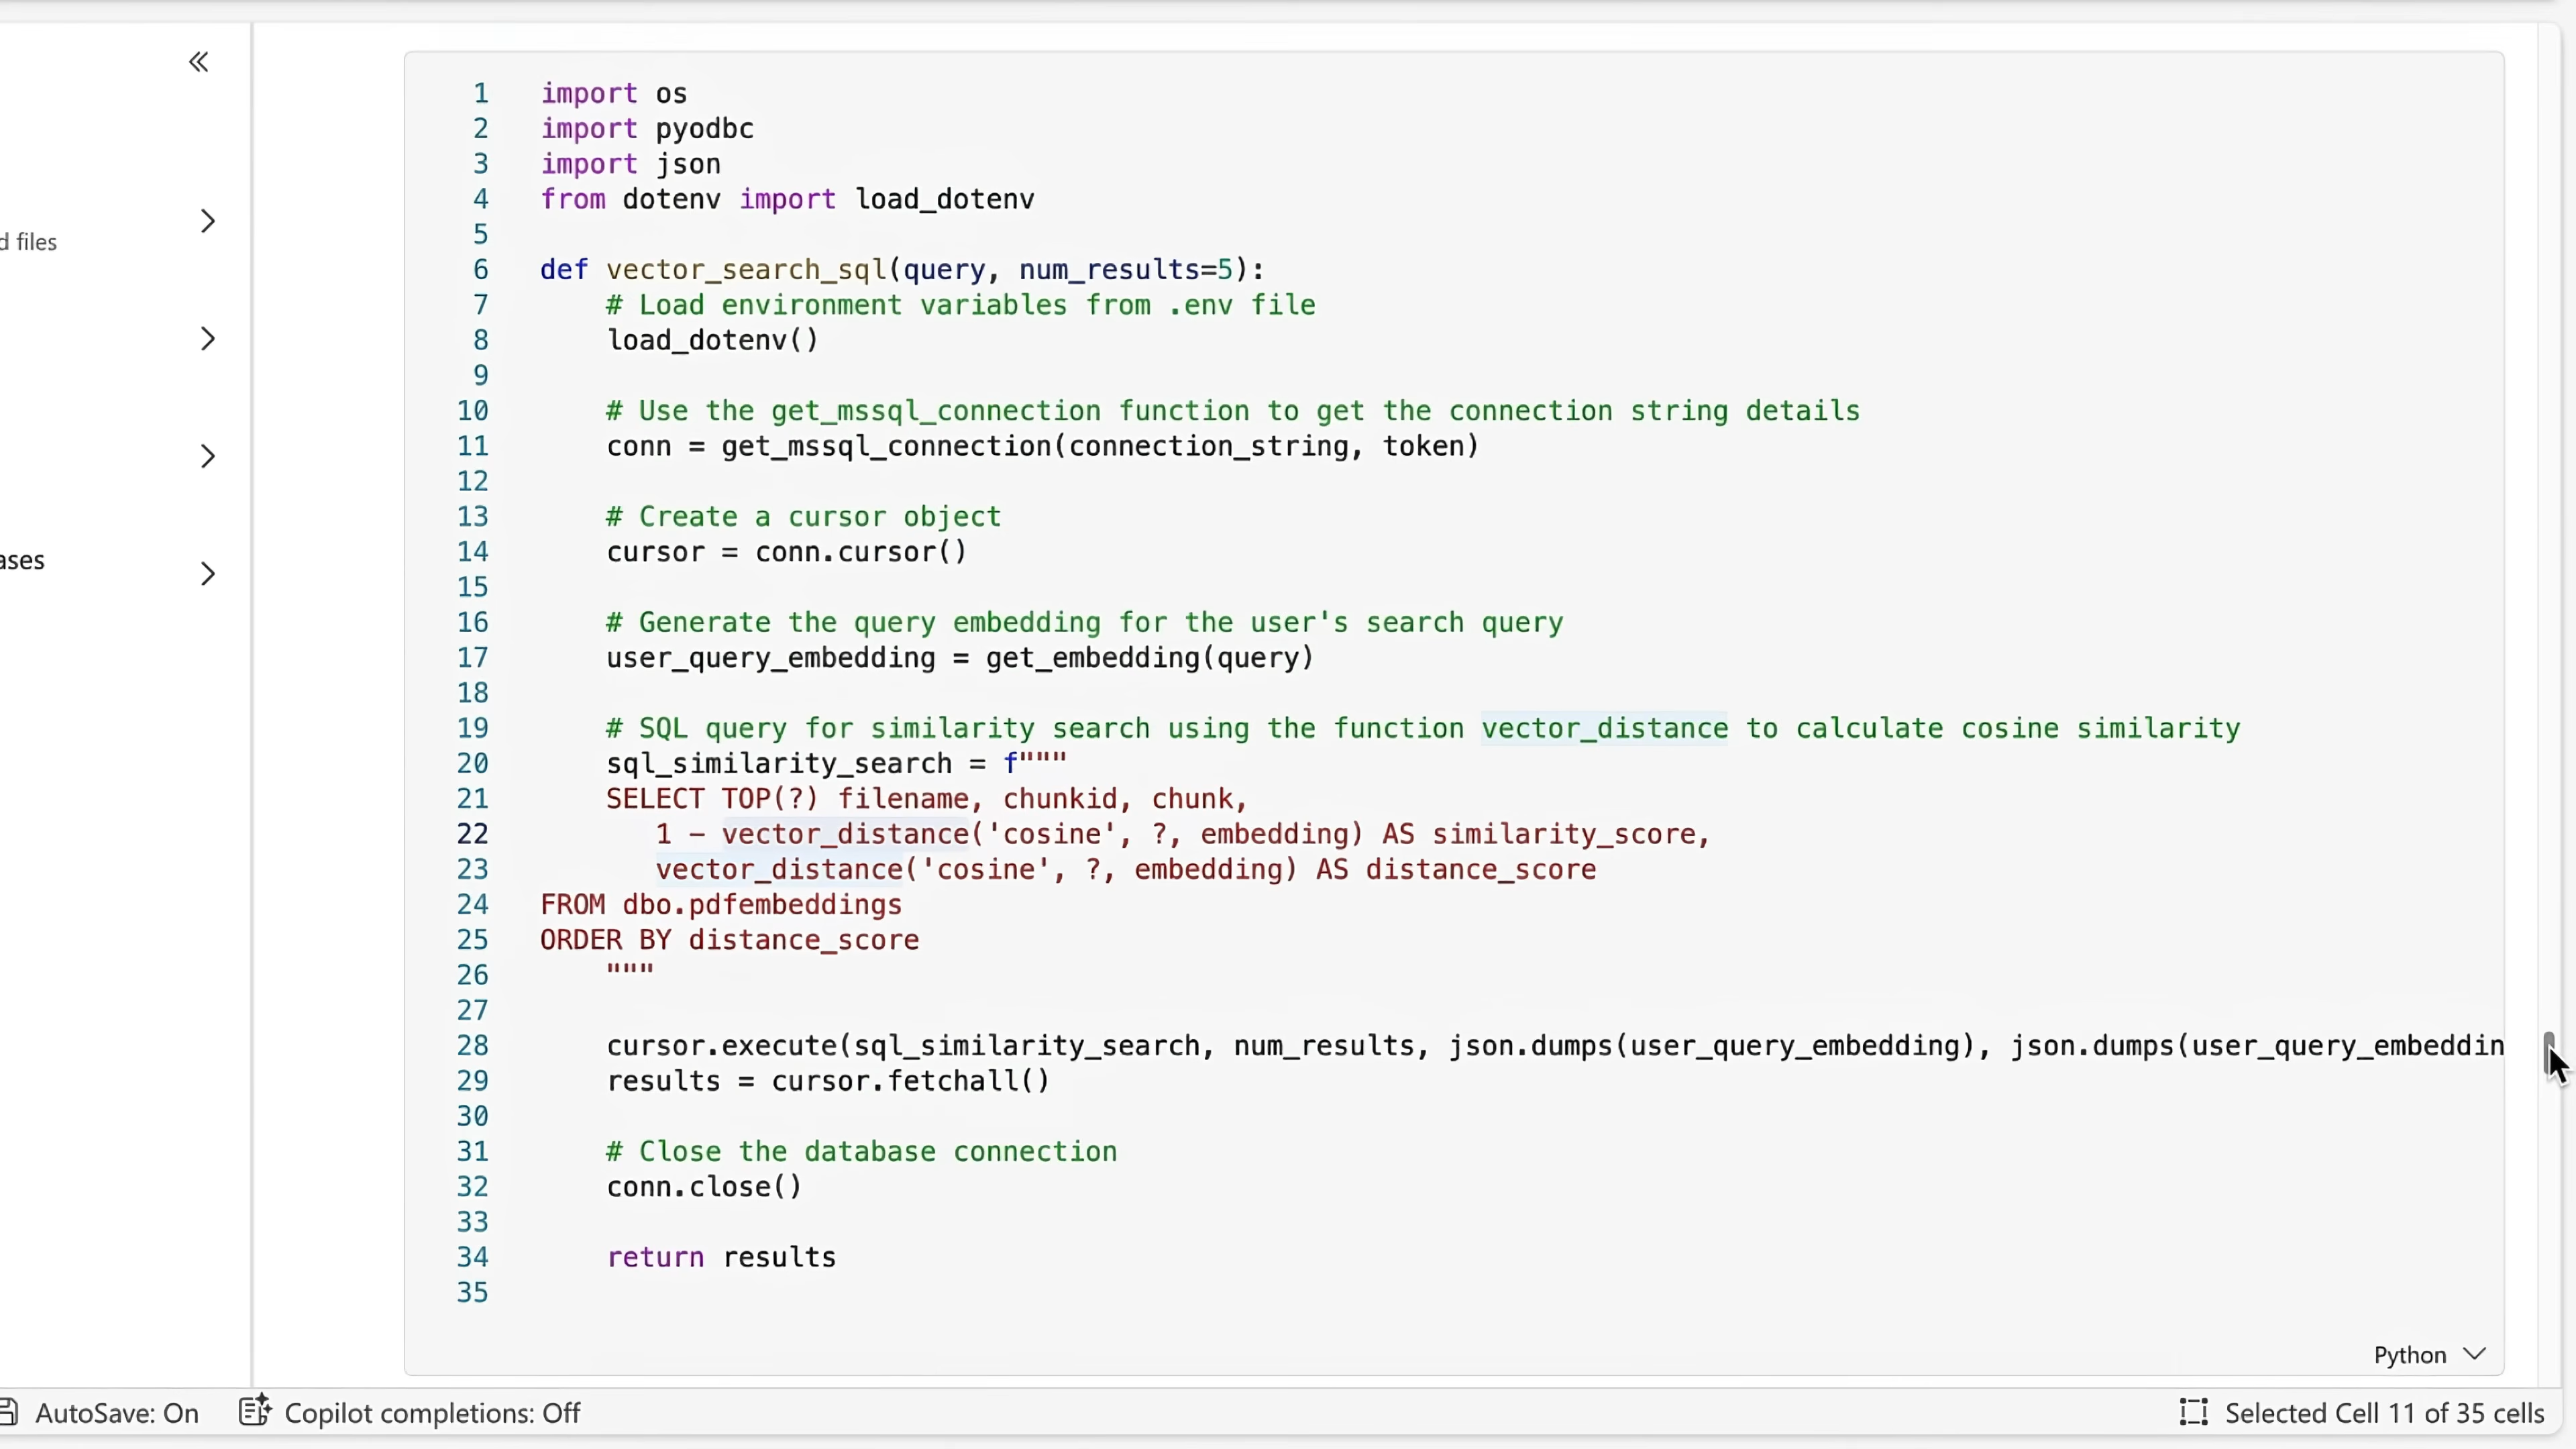 d files
ases
1 import os
2 import pyodbc
3 import json
4 from dotenv import load_dotenv
5
6 def vector_search_sql(query, num_results=5):
7     # Load environment variables from .env file
8     load_dotenv()
9
10     # Use the get_mssql_connection function to get the connection string details
11     conn = get_mssql_connection(connection_string, token)
12
13     # Create a cursor object
14     cursor = conn.cursor()
15
16     # Generate the query embedding for the user's search query
17     user_query_embedding = get_embedding(query)
18
19     # SQL query for similarity search using the function vector_distance to calculate cosine similarity
20     sql_similarity_search = f"""
21     SELECT TOP(?) filename, chunkid, chunk,
22        1 - vector_distance('cosine', ?, embedding) AS similarity_score,
23        vector_distance('cosine', ?, embedding) AS distance_score
24 FROM dbo.pdfembeddings
25 ORDER BY distance_score
26     """
27
28     cursor.execute(sql_similarity_search, num_results, json.dumps(user_query_embedding), json.dumps(user_query_embeddin
29     results = cursor.fetchall()
30
31     # Close the database connection
32     conn.close()
33
34     return results
35
Python
AutoSave: On Copilot completions: Off Selected Cell 11 of 35 cells